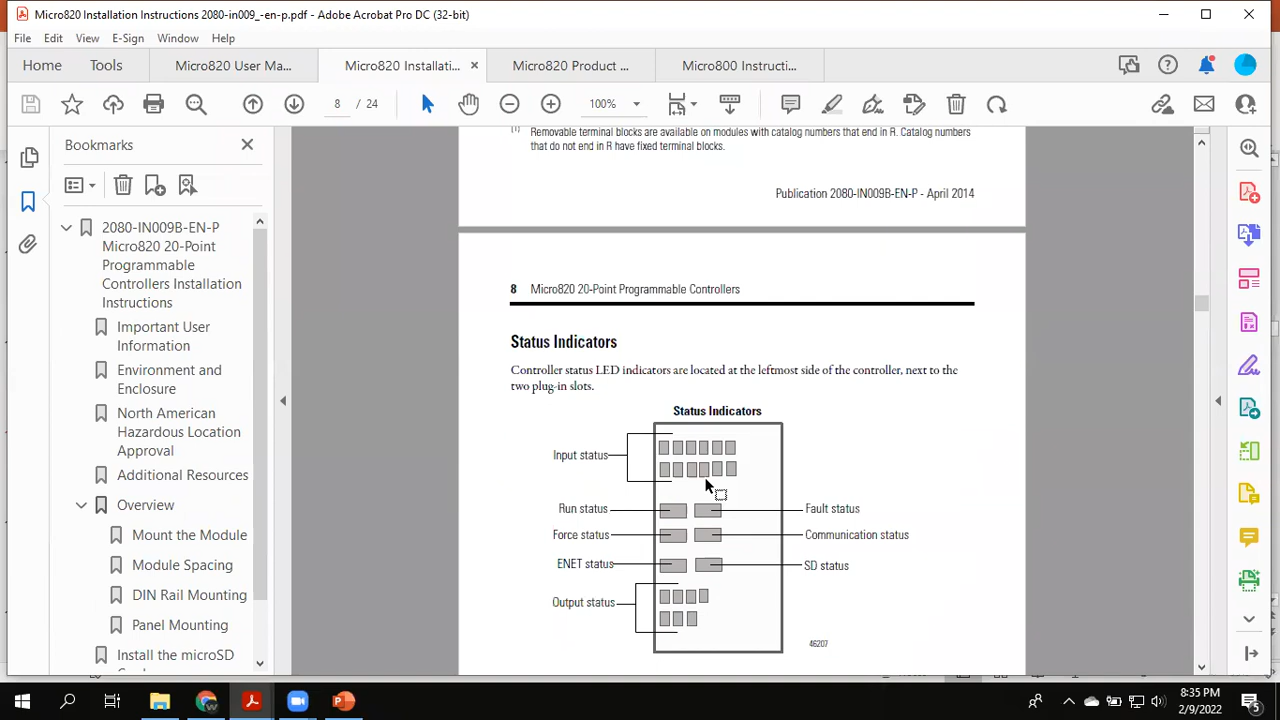 Micro820 Installation Instructions 2080-in009_-en-p.pdf - Adobe Acrobat Pro DC (32-bit)
File Edit View E-Sign Window Help
Home Tools Micro820 User Ma... Micro820 Installati... × Micro820 Product ... Micro800 Instructi...
8 / 24 100%
Bookmarks
2080-IN009B-EN-P
Micro820 20-Point
Programmable
Controllers Installation
Instructions
Important User
Information
Environment and
Enclosure
North American
Hazardous Location
Approval
Additional Resources
Overview
Mount the Module
Module Spacing
DIN Rail Mounting
Panel Mounting
Install the microSD
[1] Removable terminal blocks are available on modules with catalog numbers that end in R. Catalog numbers
that do not end in R have fixed terminal blocks.
Publication 2080-IN009B-EN-P - April 2014
8 Micro820 20-Point Programmable Controllers
Status Indicators
Controller status LED indicators are located at the leftmost side of the controller, next to the
two plug-in slots.
Status Indicators
Input status
Run status Fault status
Force status Communication status
ENET status SD status
Output status
46207
8:35 PM
2/9/2022
5